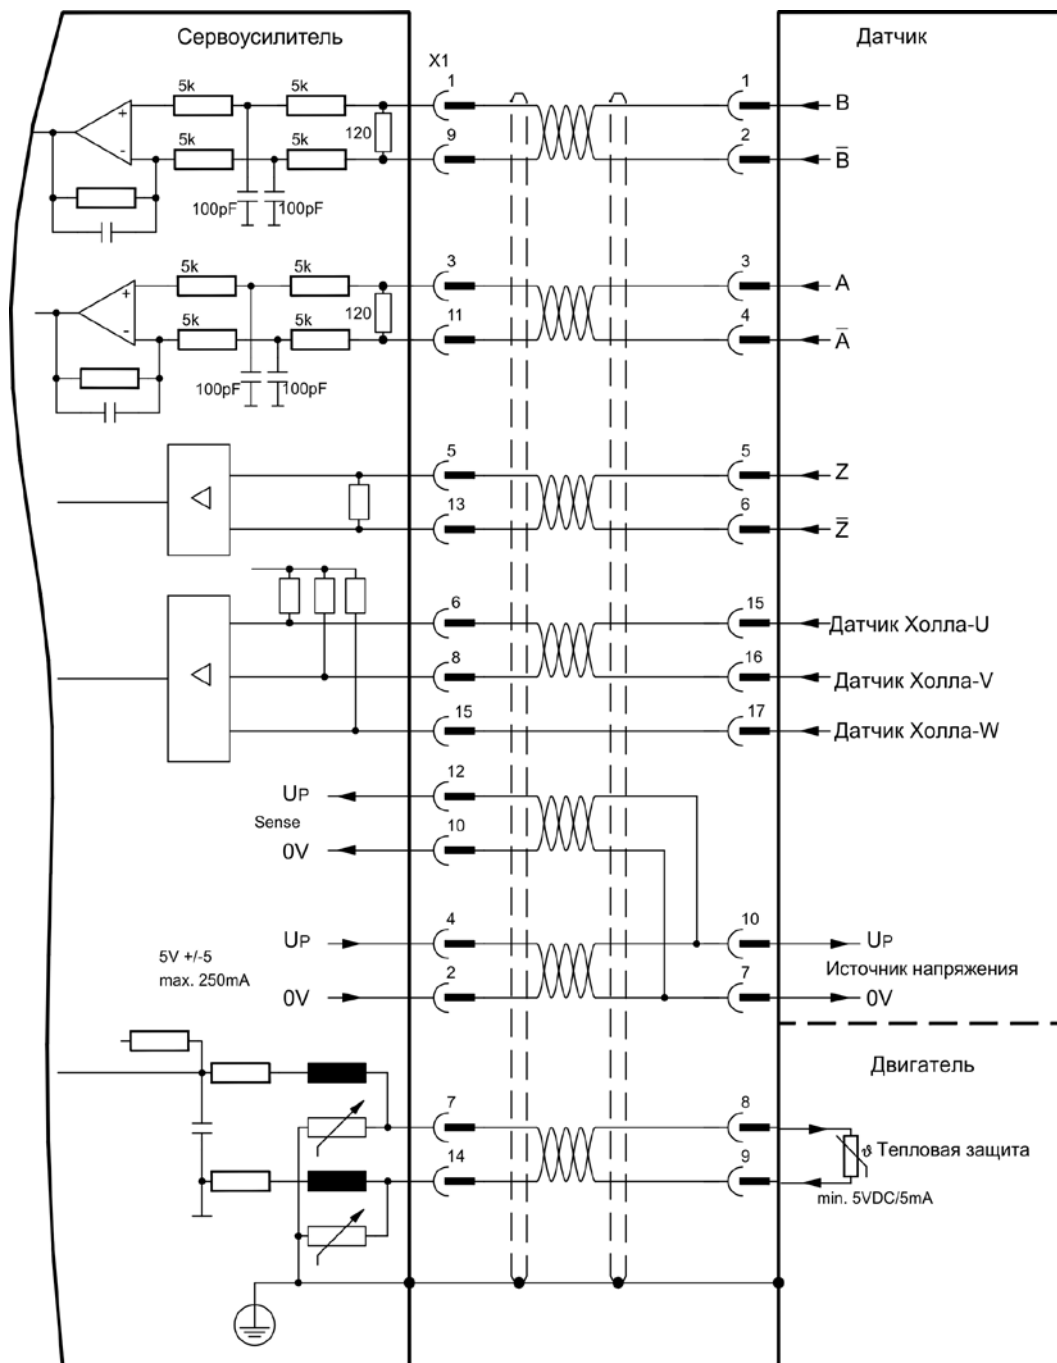 Сервоусилитель
Датчик
X1
5k 5k 1 1 B
+
120
5k 5k 9 2 B̅
-
100pF 100pF
5k 5k 3 3 A
+
120
5k 5k 11 4 A̅
-
100pF 100pF
5 5 Z
13 6 Z̅
6 15 Датчик Холла-U
8 16 Датчик Холла-V
15 17 Датчик Холла-W
UP 12
Sense
0V 10
UP 4 10 UP
5V +/-5
max. 250mA
Источник напряжения
0V 2 7 0V
Двигатель
7 8
ϑ Тепловая защита
14 9
min. 5VDC/5mA